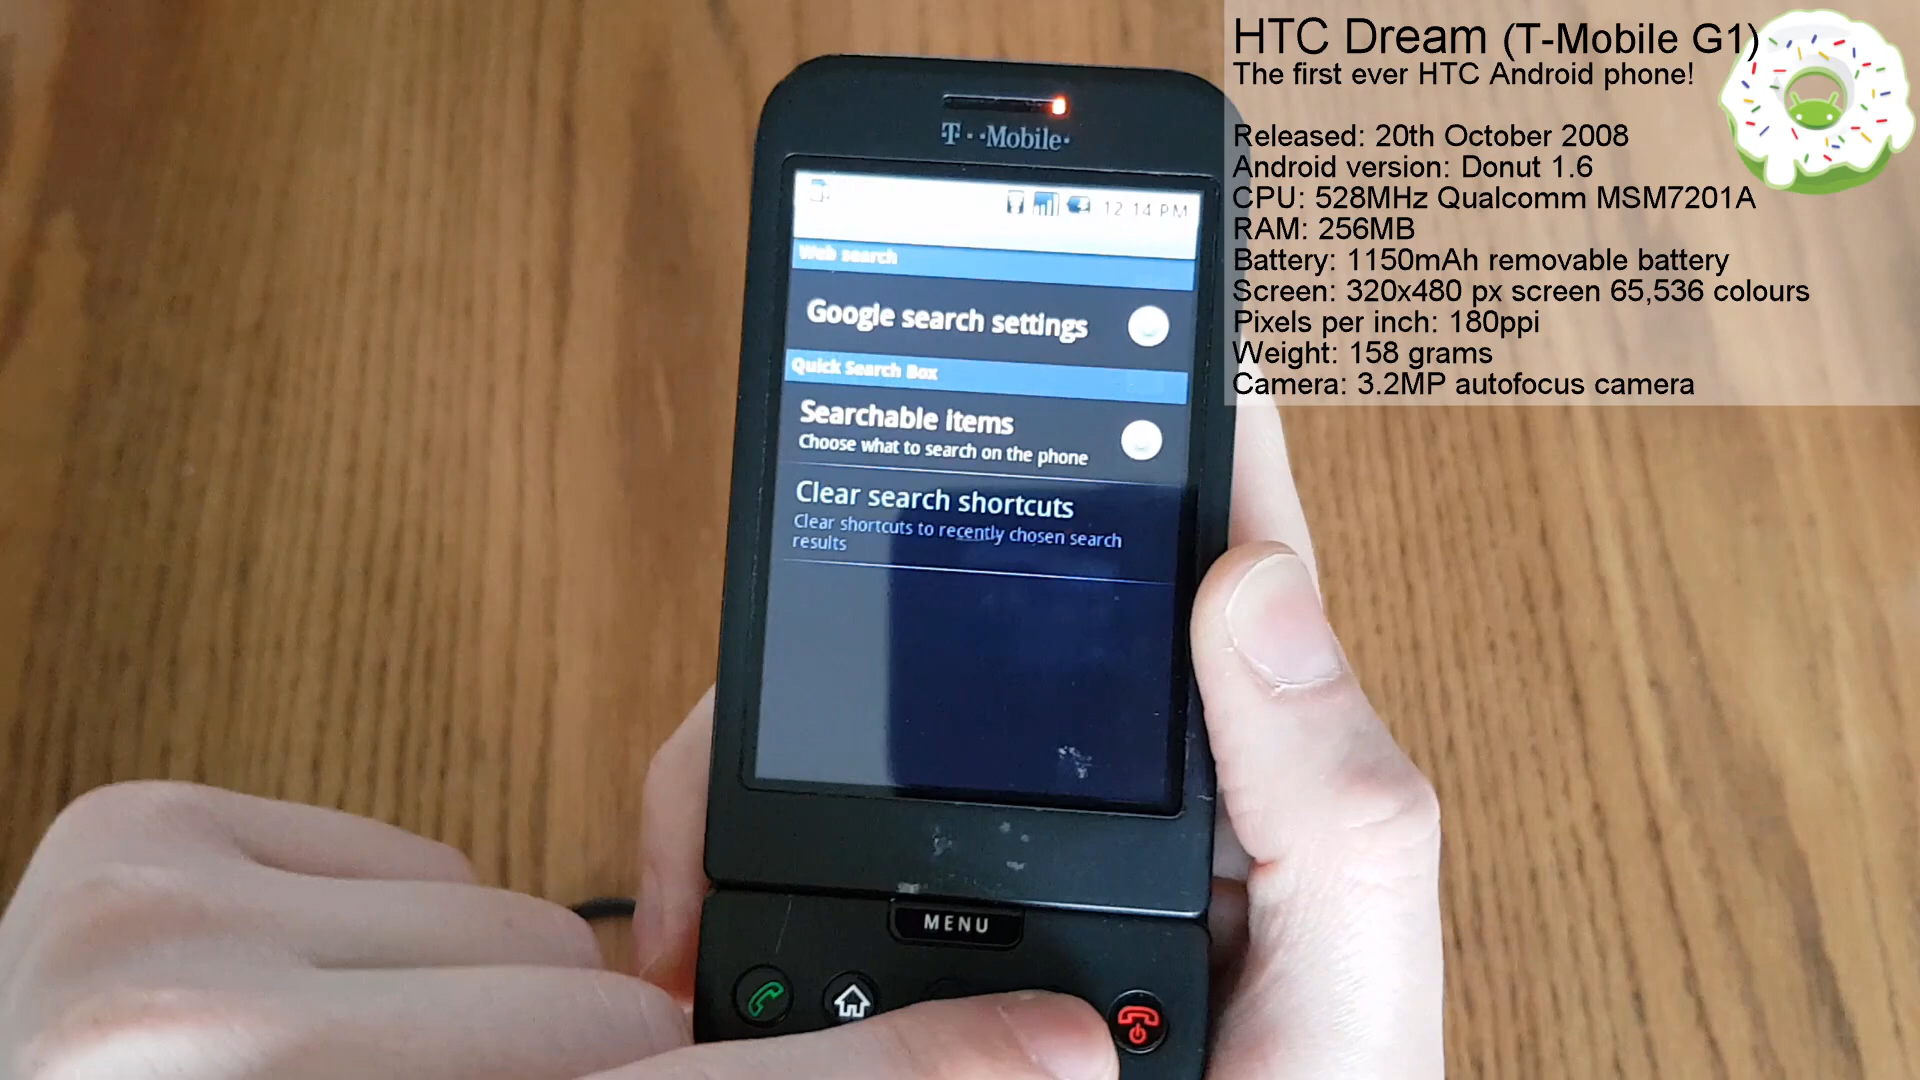 HTC Dream (T-Mobile G1)
The first ever HTC Android phone!
Released: 20th October 2008
Android version: Donut 1.6
CPU: 528MHz Qualcomm MSM7201A
RAM: 256MB
Battery: 1150mAh removable battery
Screen: 320x480 px screen 65,536 colours
Pixels per inch: 180ppi
Weight: 158 grams
Camera: 3.2MP autofocus camera
T··Mobile·
12:14 PM
Web search
Google search settings
Quick Search Box
Searchable items
Choose what to search on the phone
Clear search shortcuts
Clear shortcuts to recently chosen search
results
MENU